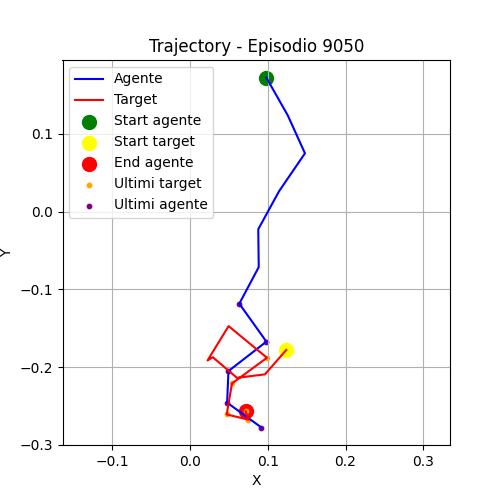 Trajectory - Episodio 9050
Agente
Target
Start agente
Start target
End agente
Ultimi target
Ultimi agente
0.1
0.0
−0.1
−0.2
−0.3
Y
−0.1
0.0
0.1
0.2
0.3
X